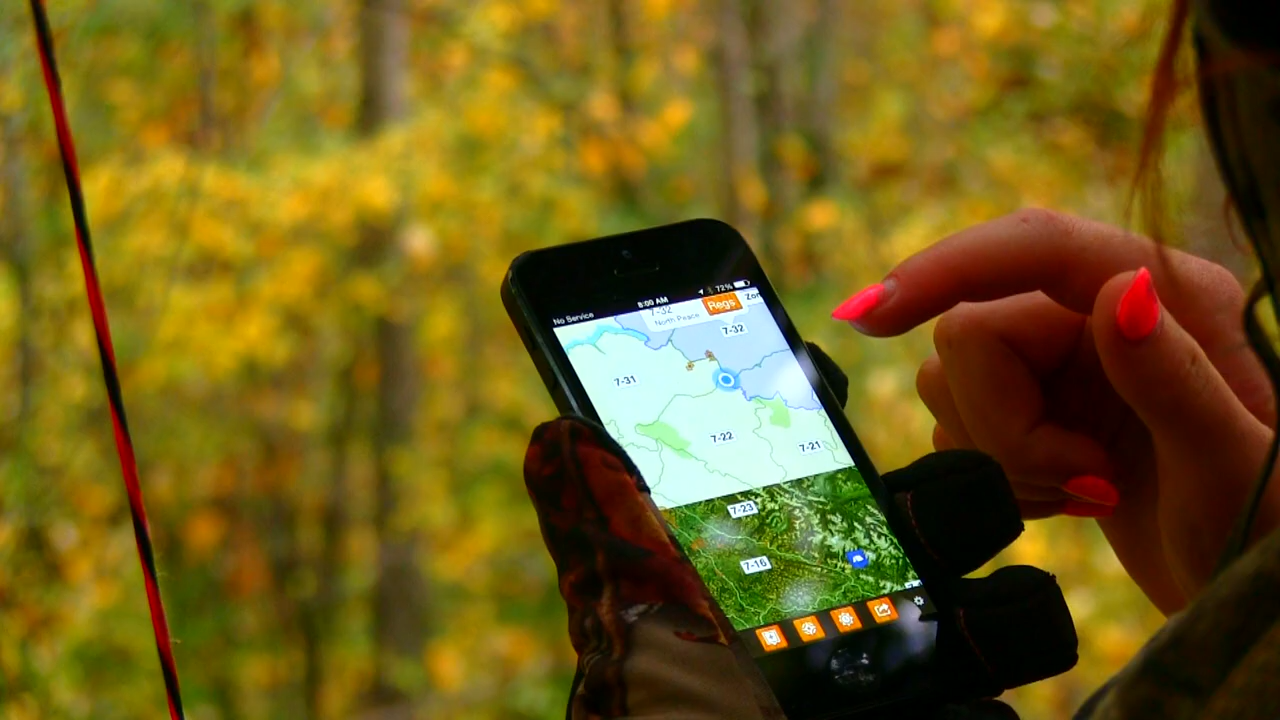 No Service 8:00 AM 72%
7-32 Regs Zon
North Peace
7-32
7-31
7-22
7-21
7-23
7-16